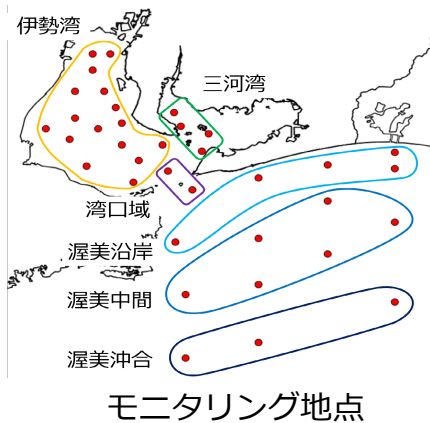 伊勢湾
三河湾
湾口域
渥美沿岸
渥美中間
渥美沖合
モニタリング地点